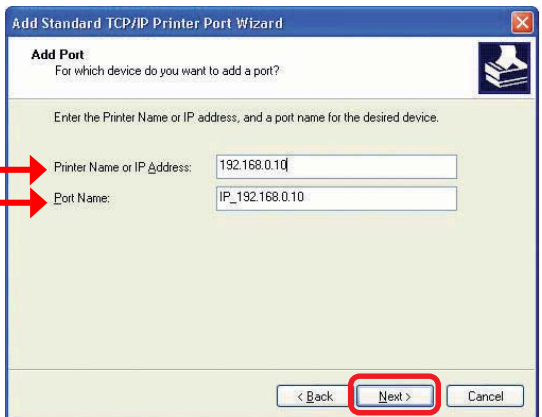 Add Standard TCP/IP Printer Port Wizard
Add Port
For which device do you want to add a port?
Enter the Printer Name or IP address, and a port name for the desired device.
Printer Name or IP Address: 192.168.0.10
Port Name: IP_192.168.0.10
< Back Next > Cancel